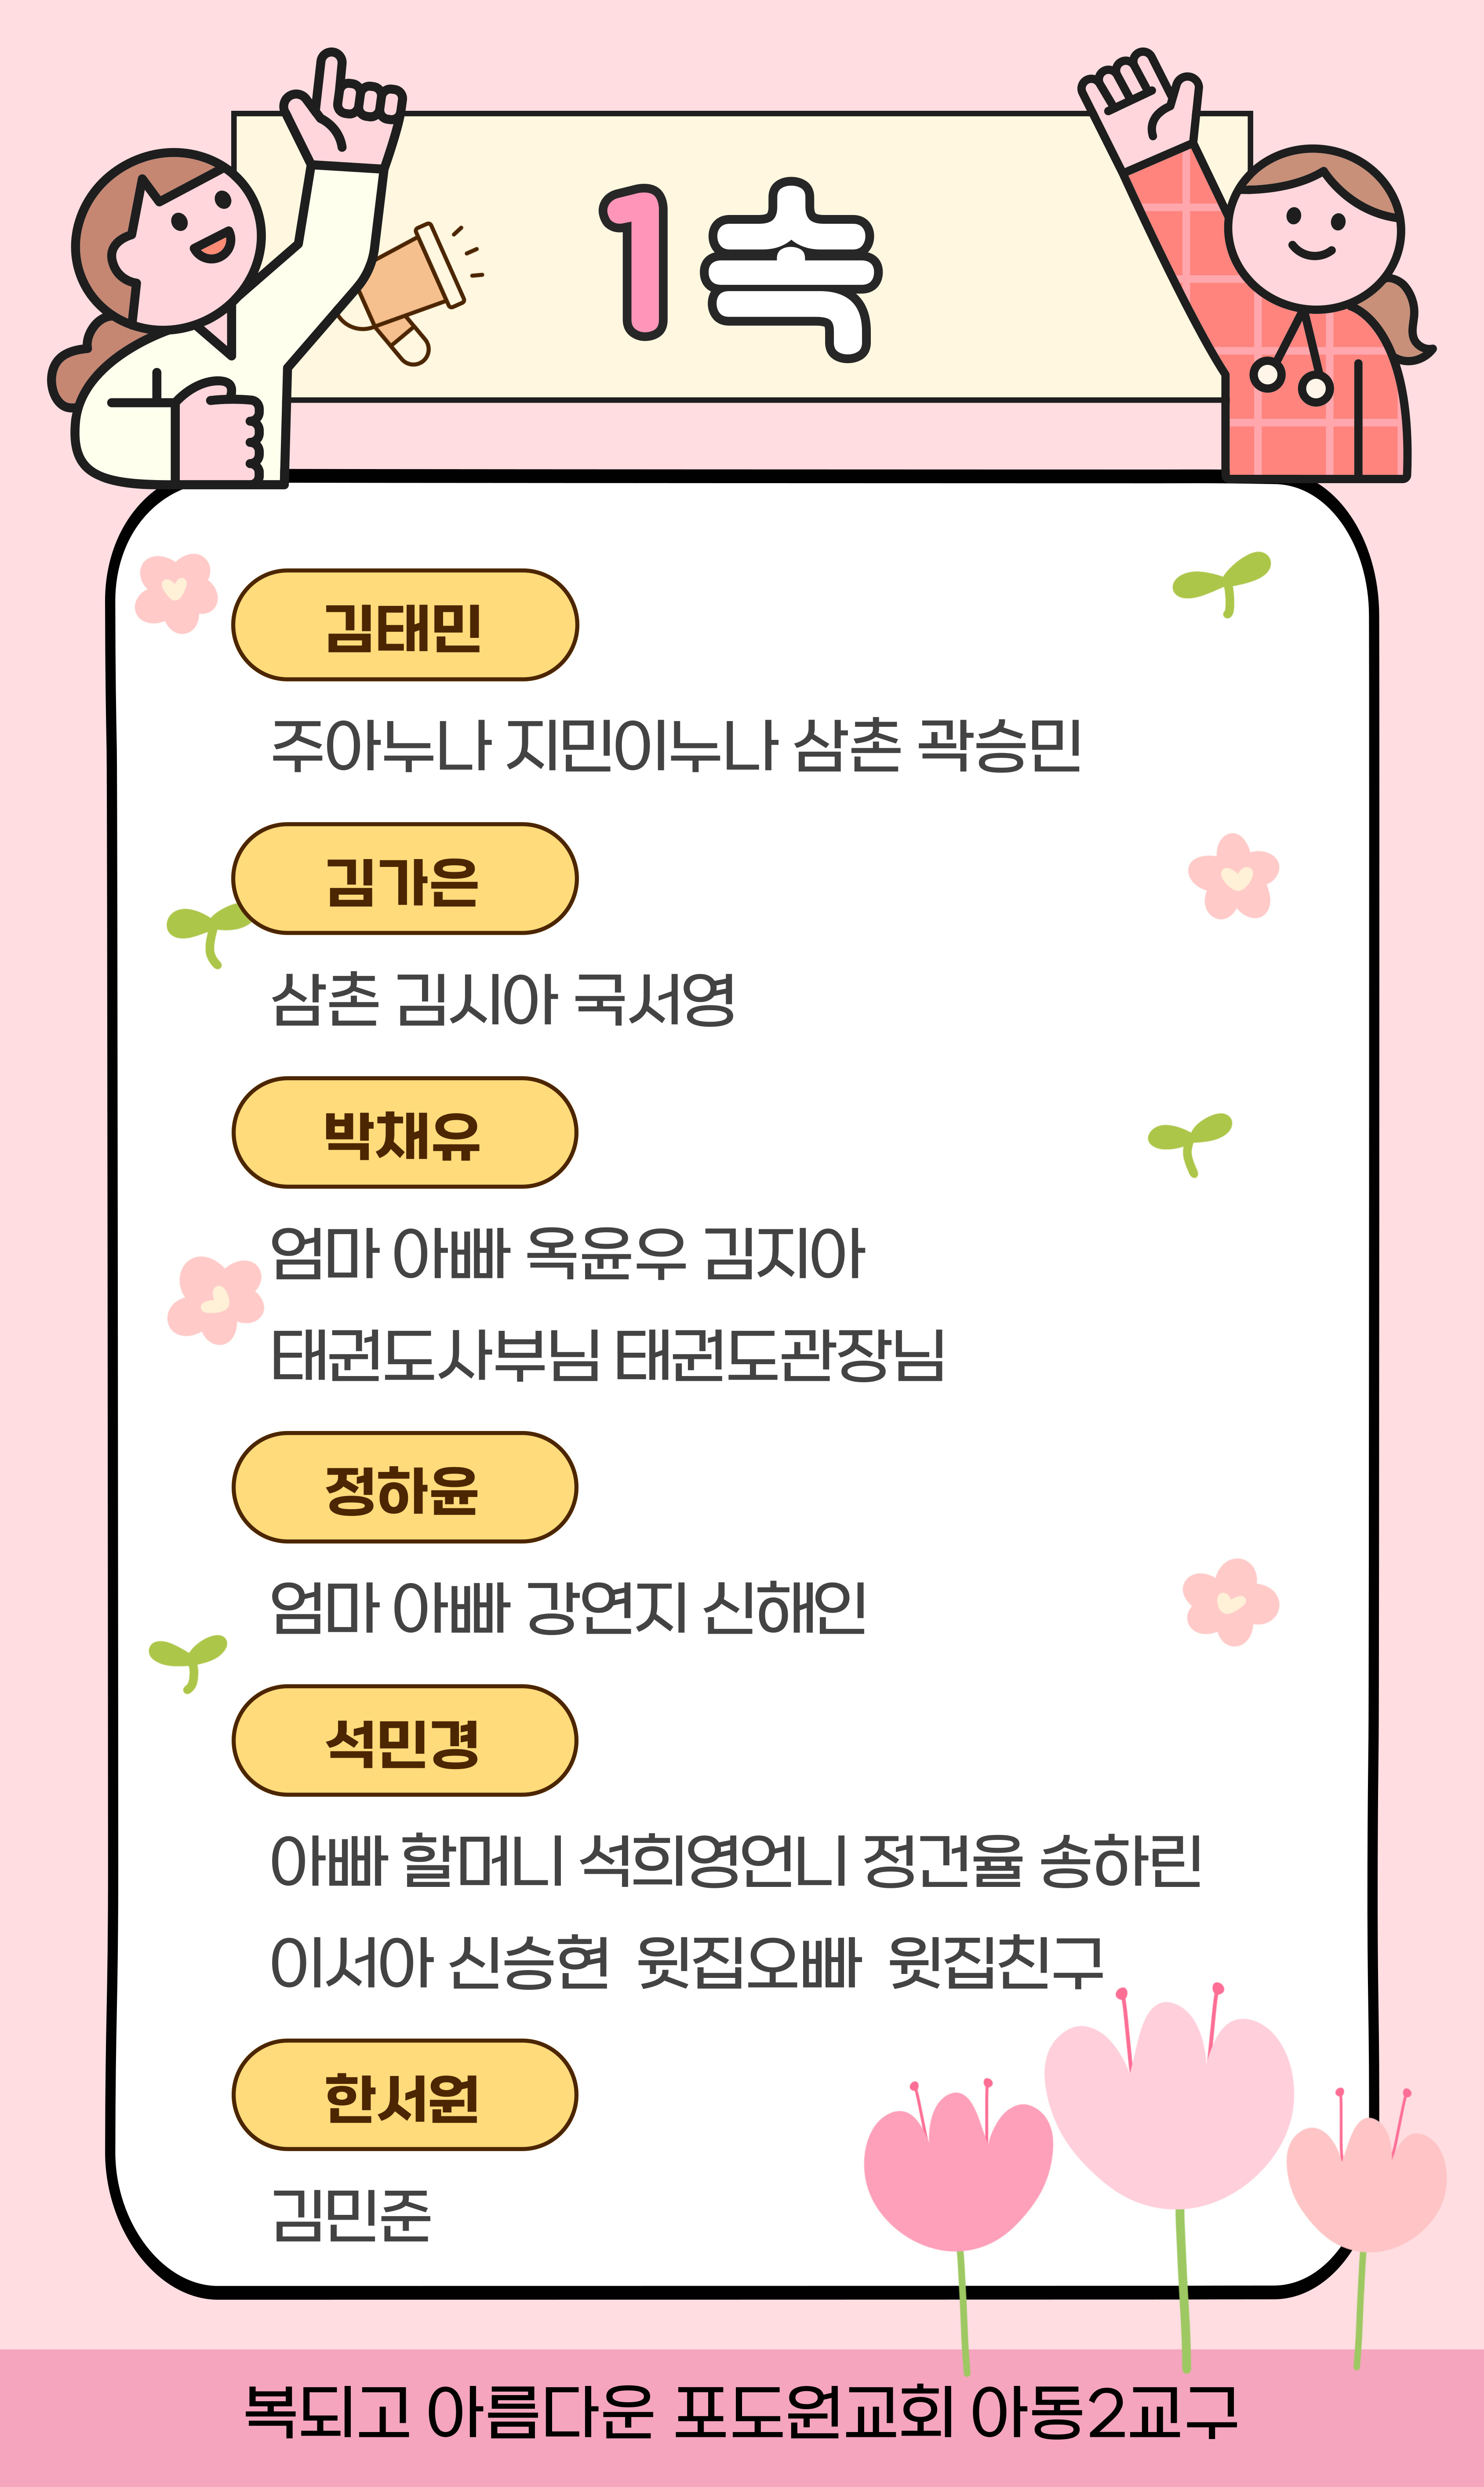 1속
김태민
주아누나 지민이누나 삼촌 곽승민
김가은
삼촌 김시아 국서영
박채유
엄마 아빠 옥윤우 김지아
태권도사부님 태권도관장님
정하윤
엄마 아빠 강연지 신해인
석민경
아빠 할머니 석희영언니 정건율 송하린
이서아 신승현 윗집오빠 윗집친구
한서원
김민준
복되고 아름다운 포도원교회 아동2교구